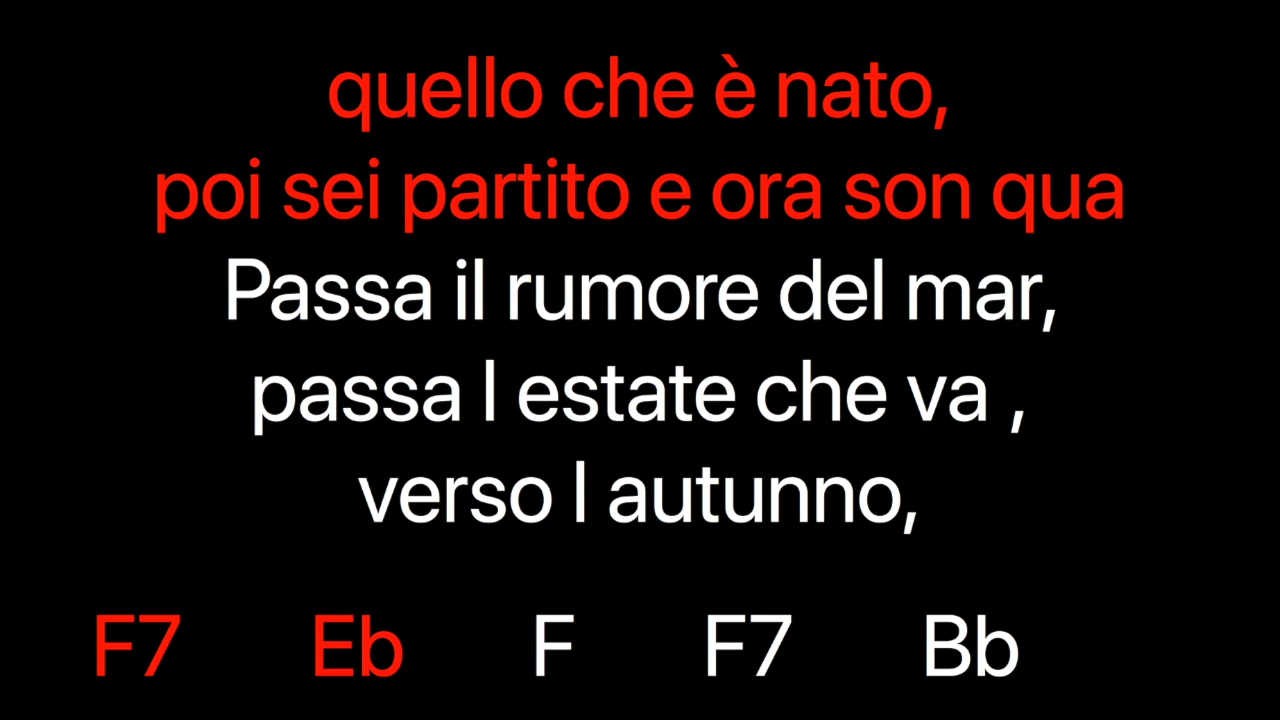 quello che è nato,
poi sei partito e ora son qua
Passa il rumore del mar,
passa l estate che va ,
verso l autunno,
F7 Eb F F7 Bb